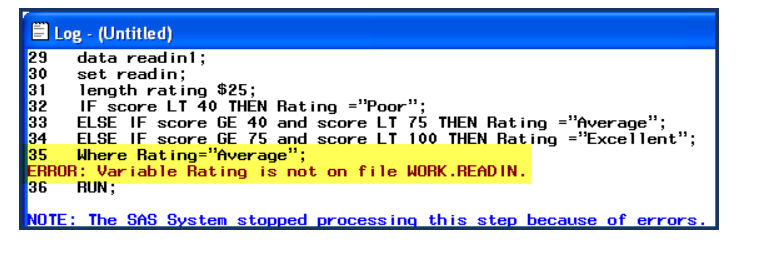 Log - (Untitled)
29 data readin1;
30 set readin;
31 length rating $25;
32 IF score LT 40 THEN Rating =”Poor”;
33 ELSE IF score GE 40 and score LT 75 THEN Rating =”Average”;
34 ELSE IF score GE 75 and score LT 100 THEN Rating =”Excellent”;
35 Where Rating=”Average”;
ERROR: Variable Rating is not on file WORK.READIN.
36 RUN;
NOTE: The SAS System stopped processing this step because of errors.